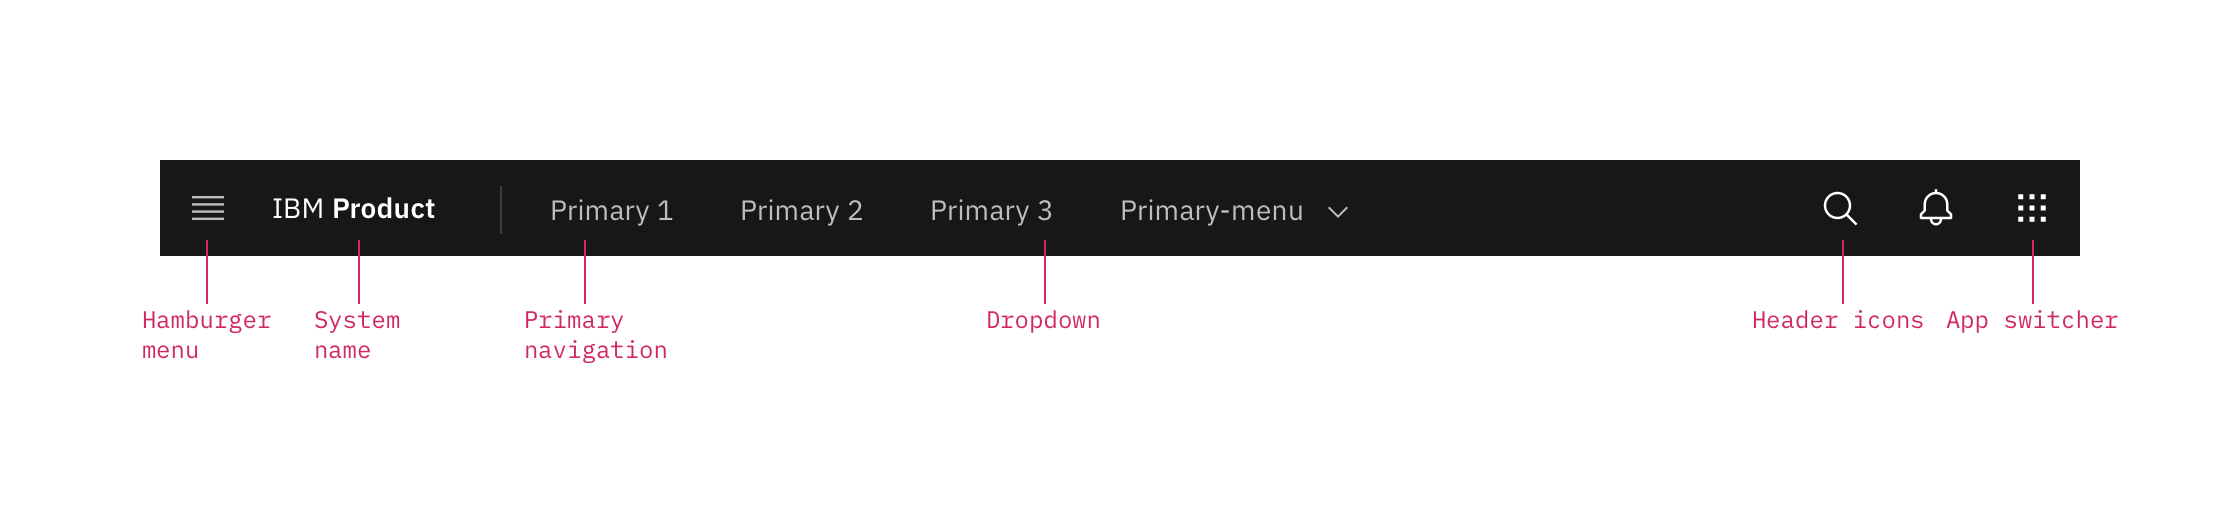 IBM Product Primary 1 Primary 2 Primary 3 Primary-menu
Hamburger menu
System name
Primary navigation
Dropdown
Header icons
App switcher